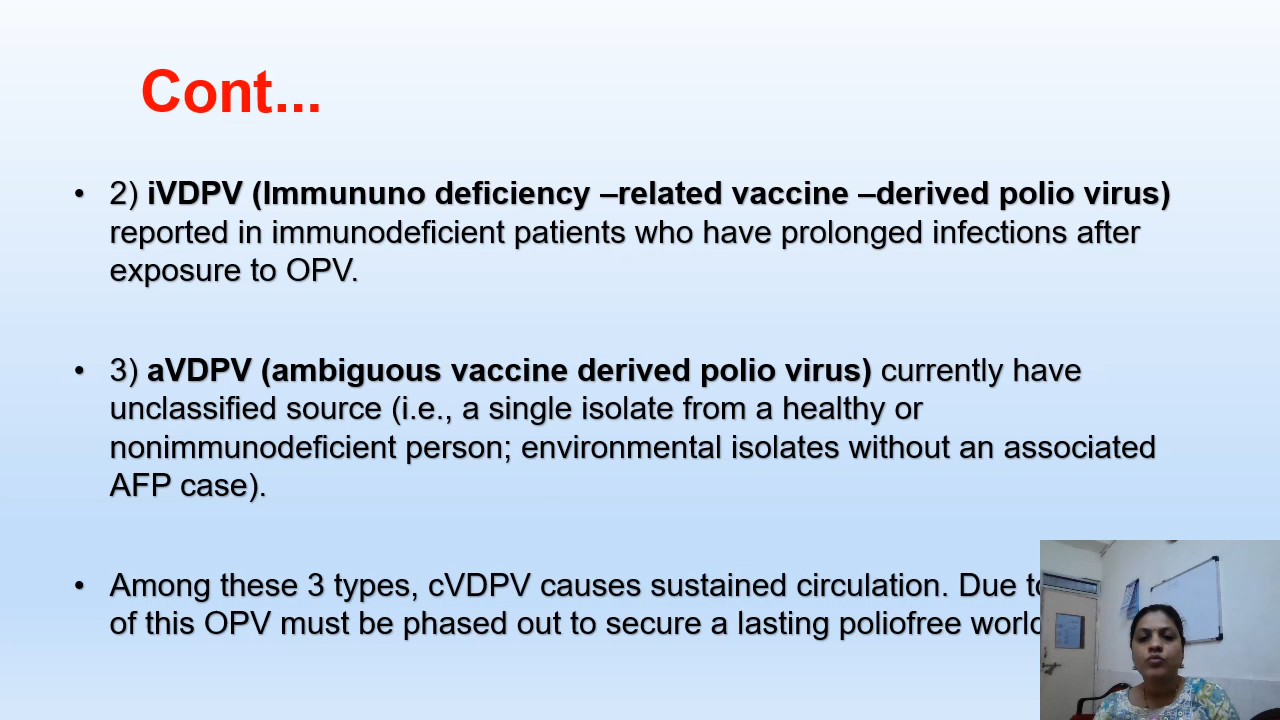 Cont...
• 2) iVDPV (Immununo deficiency –related vaccine –derived polio virus)
reported in immunodeficient patients who have prolonged infections after
exposure to OPV.
• 3) aVDPV (ambiguous vaccine derived polio virus) currently have
unclassified source (i.e., a single isolate from a healthy or
nonimmunodeficient person; environmental isolates without an associated
AFP case).
• Among these 3 types, cVDPV causes sustained circulation. Due
of this OPV must be phased out to secure a lasting poliofree